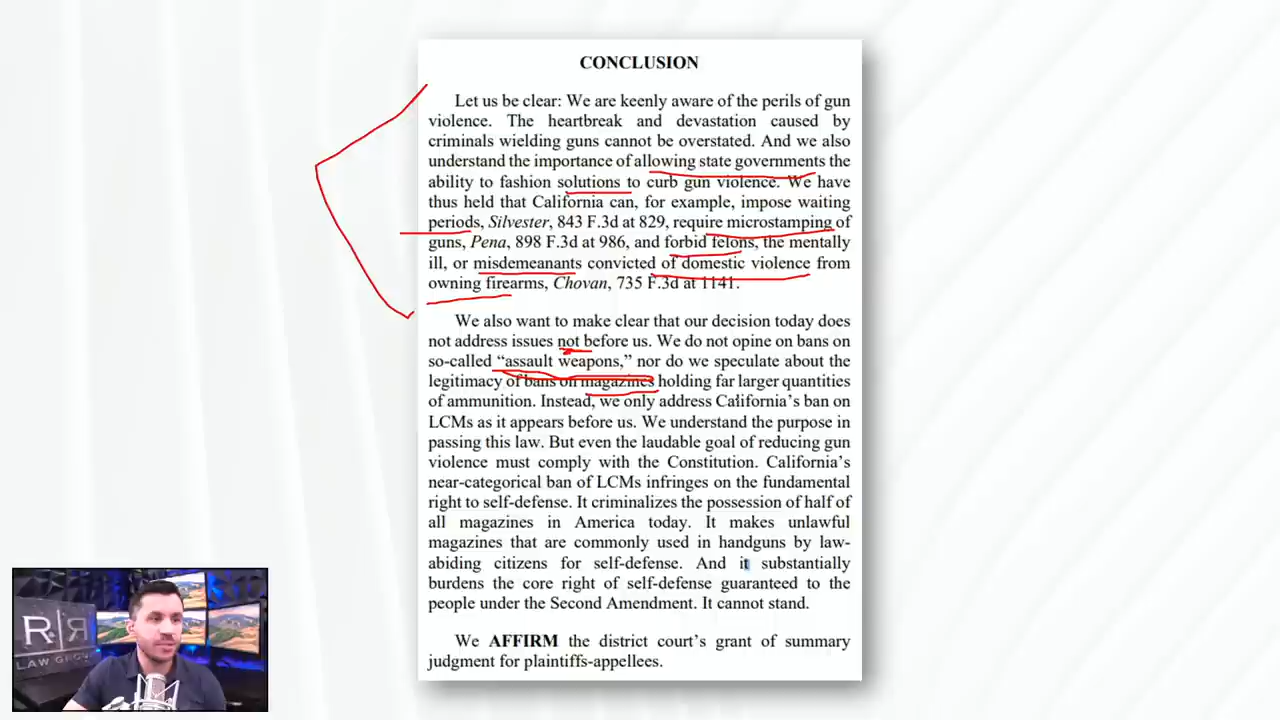 CONCLUSION
Let us be clear: We are keenly aware of the perils of gun
violence. The heartbreak and devastation caused by
criminals wielding guns cannot be overstated. And we also
understand the importance of allowing state governments the
ability to fashion solutions to curb gun violence. We have
thus held that California can, for example, impose waiting
periods, Silvester, 843 F.3d at 829, require microstamping of
guns, Pena, 898 F.3d at 986, and forbid felons, the mentally
ill, or misdemeanants convicted of domestic violence from
owning firearms, Chovan, 735 F.3d at 1141.
We also want to make clear that our decision today does
not address issues not before us. We do not opine on bans on
so-called “assault weapons,” nor do we speculate about the
legitimacy of bans on magazines holding far larger quantities
of ammunition. Instead, we only address California’s ban on
LCMs as it appears before us. We understand the purpose in
passing this law. But even the laudable goal of reducing gun
violence must comply with the Constitution. California’s
near-categorical ban of LCMs infringes on the fundamental
right to self-defense. It criminalizes the possession of half of
all magazines in America today. It makes unlawful
magazines that are commonly used in handguns by law-
abiding citizens for self-defense. And it substantially
burdens the core right of self-defense guaranteed to the
people under the Second Amendment. It cannot stand.
We AFFIRM the district court’s grant of summary
judgment for plaintiffs-appellees.
R|R
LAW GROUP